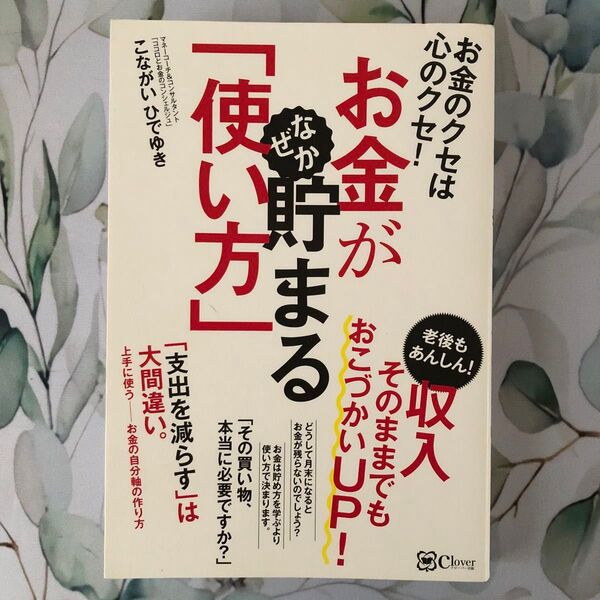 お金のクセは
心のクセ!
お金が
なぜか
貯まる
「使い方」
マネーコーチ&コンサルタント
「ココロとお金のコンシェルジュ」
こながい ひでゆき
老後も
あんしん!
収入
そのままでも
おこづかいUP!
どうして月末になると
お金が残らないのでしょう?
お金は貯め方を学ぶより
使い方で決まります。
「その買い物、
本当に必要ですか?」
「支出を減らす」は
大間違い。
上手に使う──お金の自分軸の作り方
Clover
クローバー出版